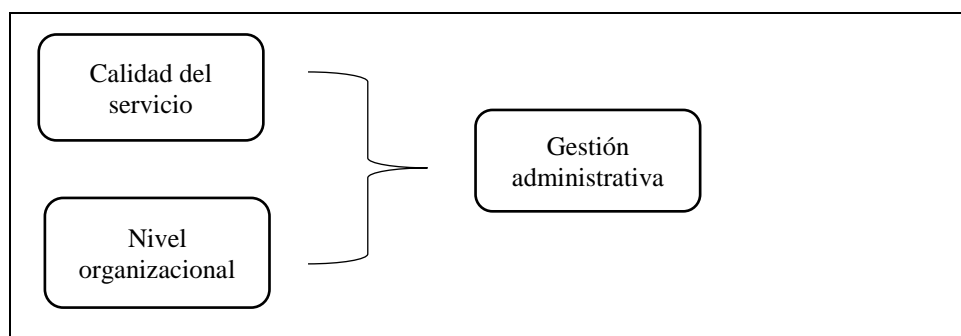 Calidad del
servicio
Gestión
administrativa
Nivel
organizacional